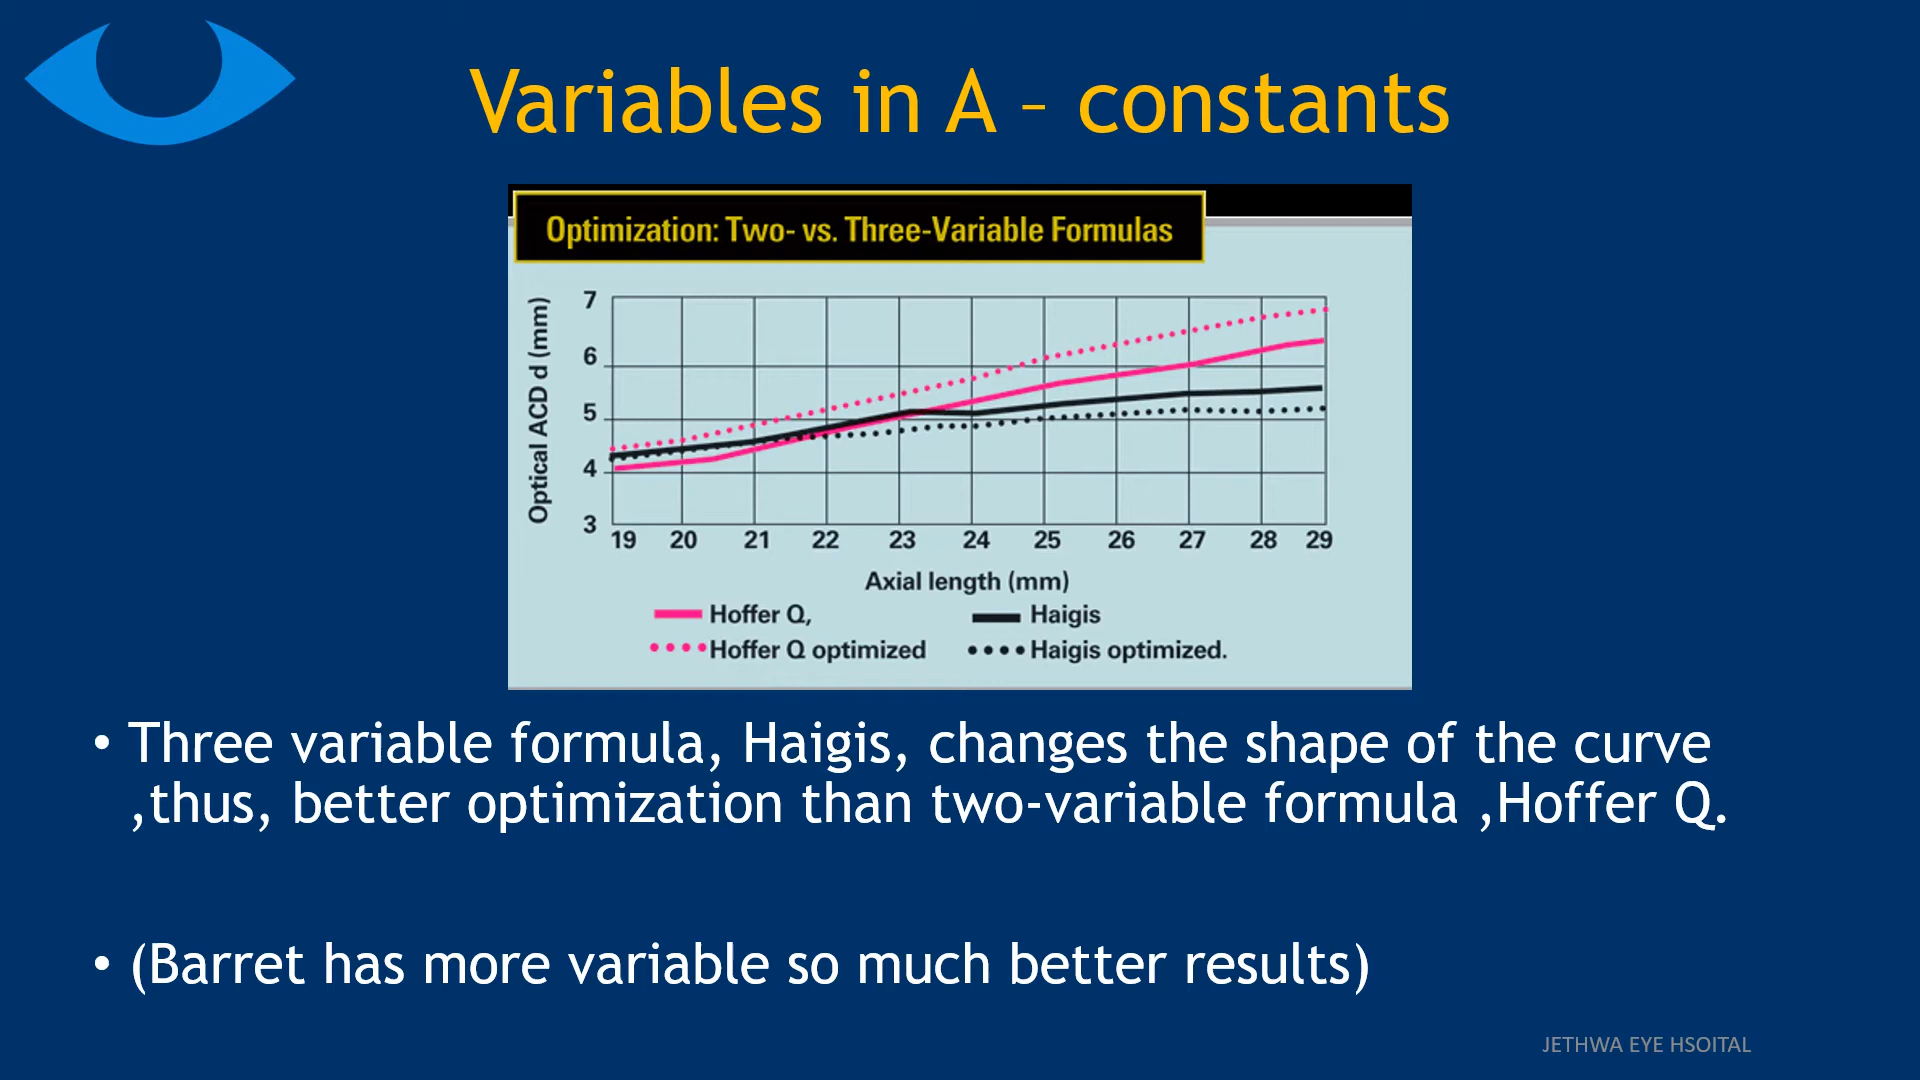 Variables in A – constants
Optimization: Two- vs. Three-Variable Formulas
Optical ACD d (mm)
7
6
5
4
3
19 20 21 22 23 24 25 26 27 28 29
Axial length (mm)
Hoffer Q, Haigis
Hoffer Q optimized Haigis optimized.
• Three variable formula, Haigis, changes the shape of the curve
,thus, better optimization than two-variable formula ,Hoffer Q.
• (Barret has more variable so much better results)
JETHWA EYE HSOITAL